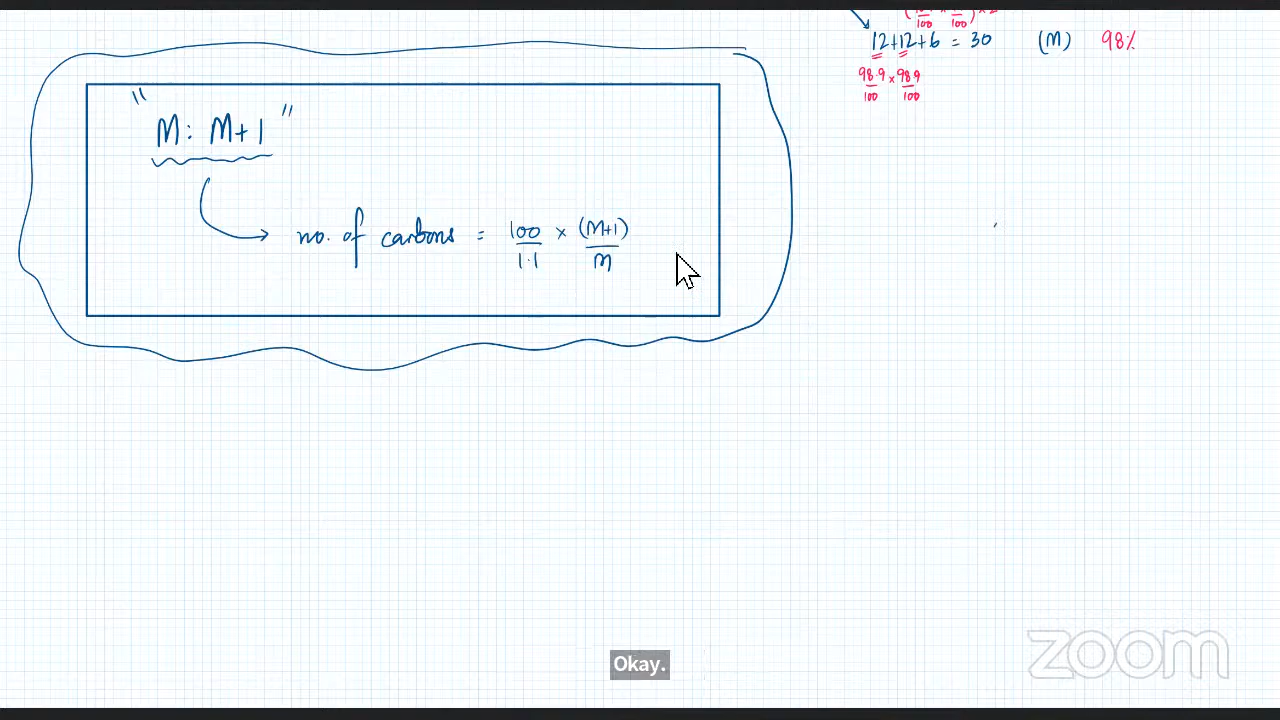 12+12+6 = 30 (M) 98%
98.9 × 98.9
100 100
" M : M+1 "
no. of carbons = 100/1.1 × (M+1)/M
Okay.
zoom